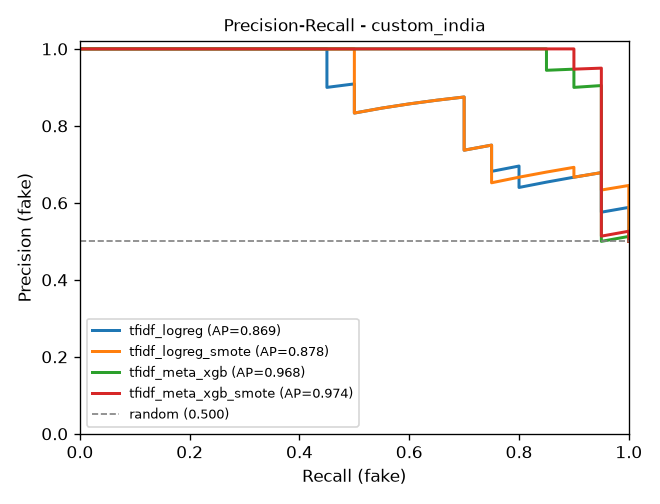 Precision-Recall - custom_india
Precision (fake)
1.0
0.8
0.6
0.4
0.2
0.0
tfidf_logreg (AP=0.869)
tfidf_logreg_smote (AP=0.878)
tfidf_meta_xgb (AP=0.968)
tfidf_meta_xgb_smote (AP=0.974)
random (0.500)
0.0 0.2 0.4 0.6 0.8 1.0
Recall (fake)